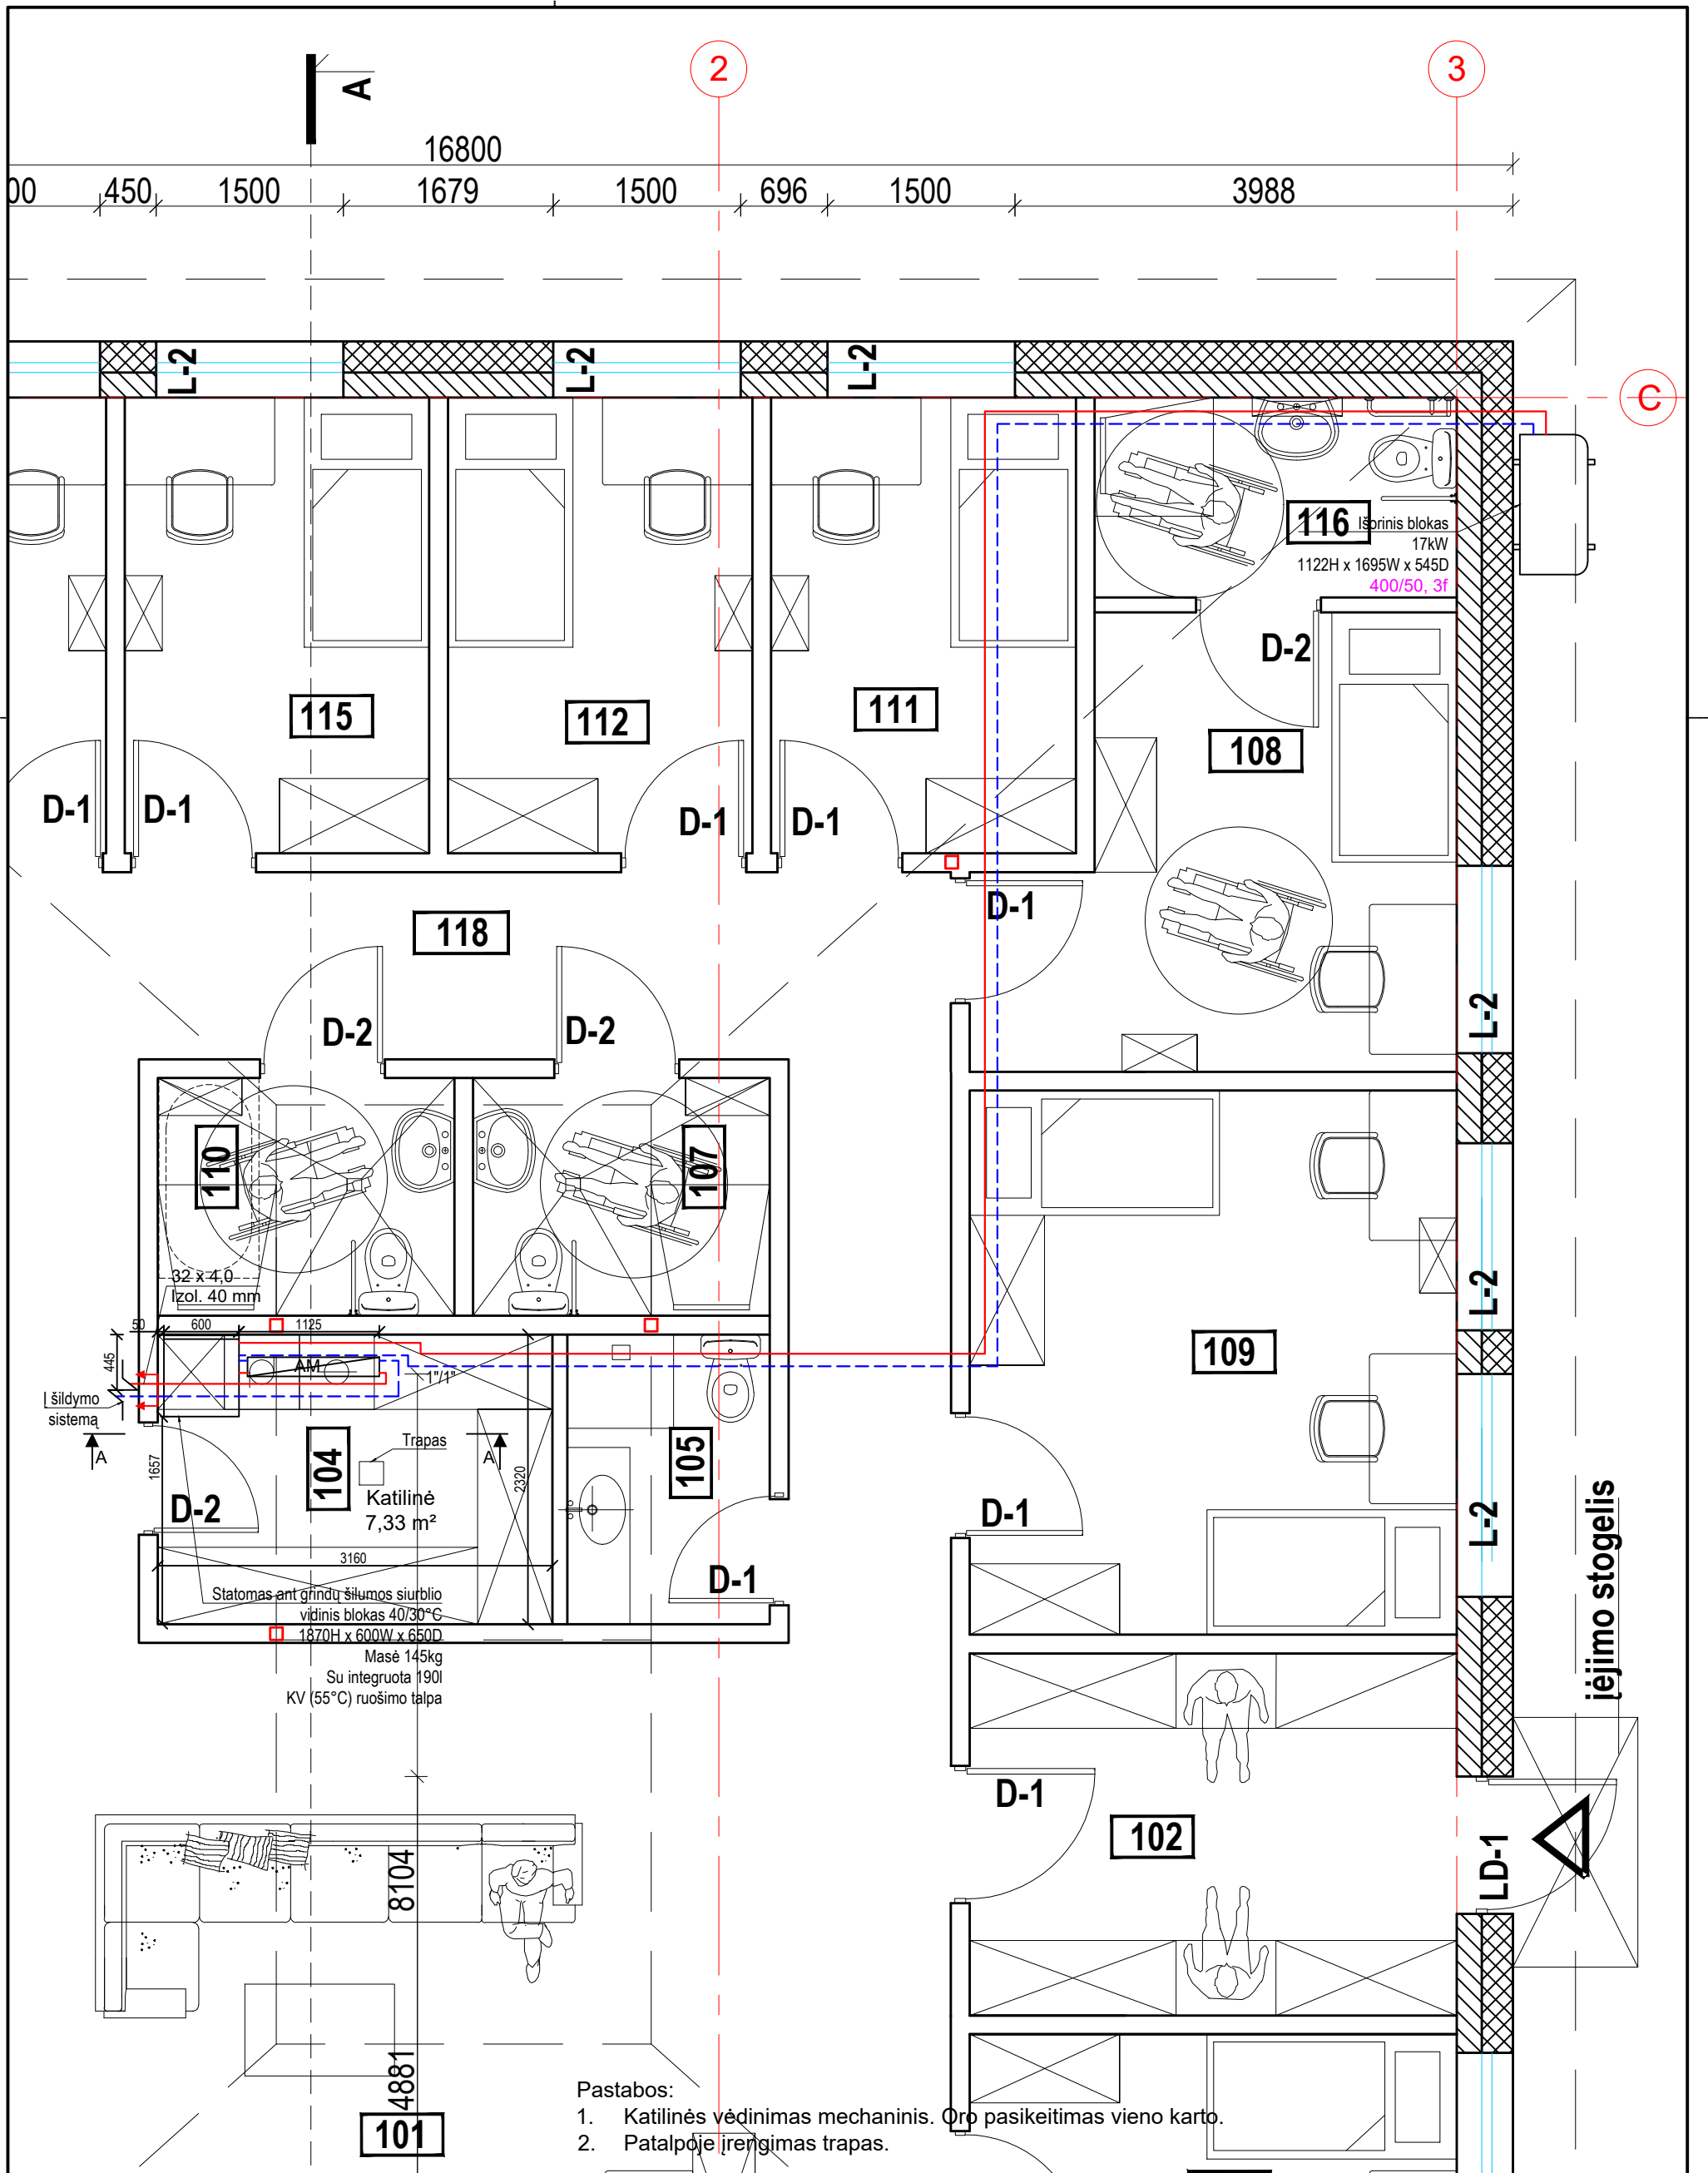 A
2
3
16800
00
450
1500
1679
1500
696
1500
3988
L-2
L-2
L-2
C
116
Išorinis blokas
17kW
1122H x 1695W x 545D
400/50, 3f
D-2
115
112
111
108
D-1
D-1
D-1
D-1
118
D-1
D-2
D-2
L-2
110
107
32 x 4,0
Izol. 40 mm
50
600
1125
445
AM
1"/1"
L-2
109
Į šildymo
sistemą
A
Trapas
A
104
105
1657
2320
Katilinė
7,33 m²
D-2
D-1
L-2
įėjimo stogelis
3160
D-1
Statomas ant grindų šilumos siurblio
vidinis blokas 40/30°C
1870H x 600W x 650D
Masė 145kg
Su integruota 190l
KV (55°C) ruošimo talpa
D-1
102
LD-1
8104
4881
101
Pastabos:
1. Katilinės vėdinimas mechaninis. Oro pasikeitimas vieno karto.
2. Patalpoje įrengimas trapas.